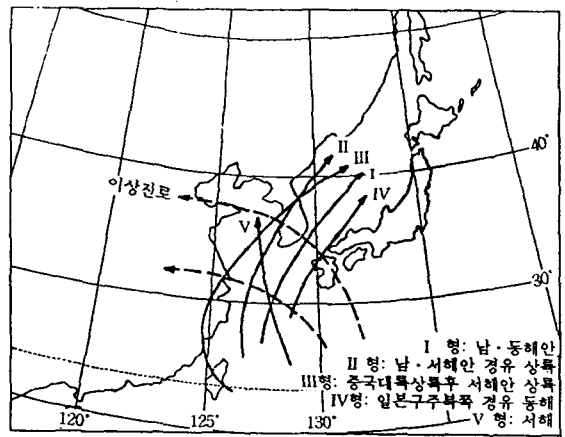 II
III
I
40°
이상진로
IV
V
30°
I 형: 남·동해안
II 형: 남·서해안 경유 상륙
III형: 중국대륙상륙후 서해안 상륙
IV형: 일본구주북쪽 경유 동해
V 형: 서해
120°
125°
130°